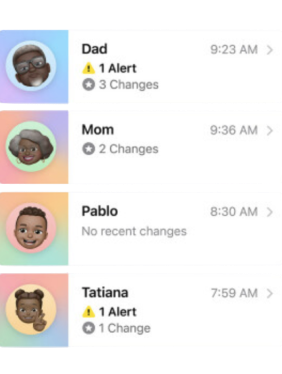 Dad 9:23 AM
1 Alert
3 Changes
Mom 9:36 AM
2 Changes
Pablo 8:30 AM
No recent changes
Tatiana 7:59 AM
1 Alert
1 Change